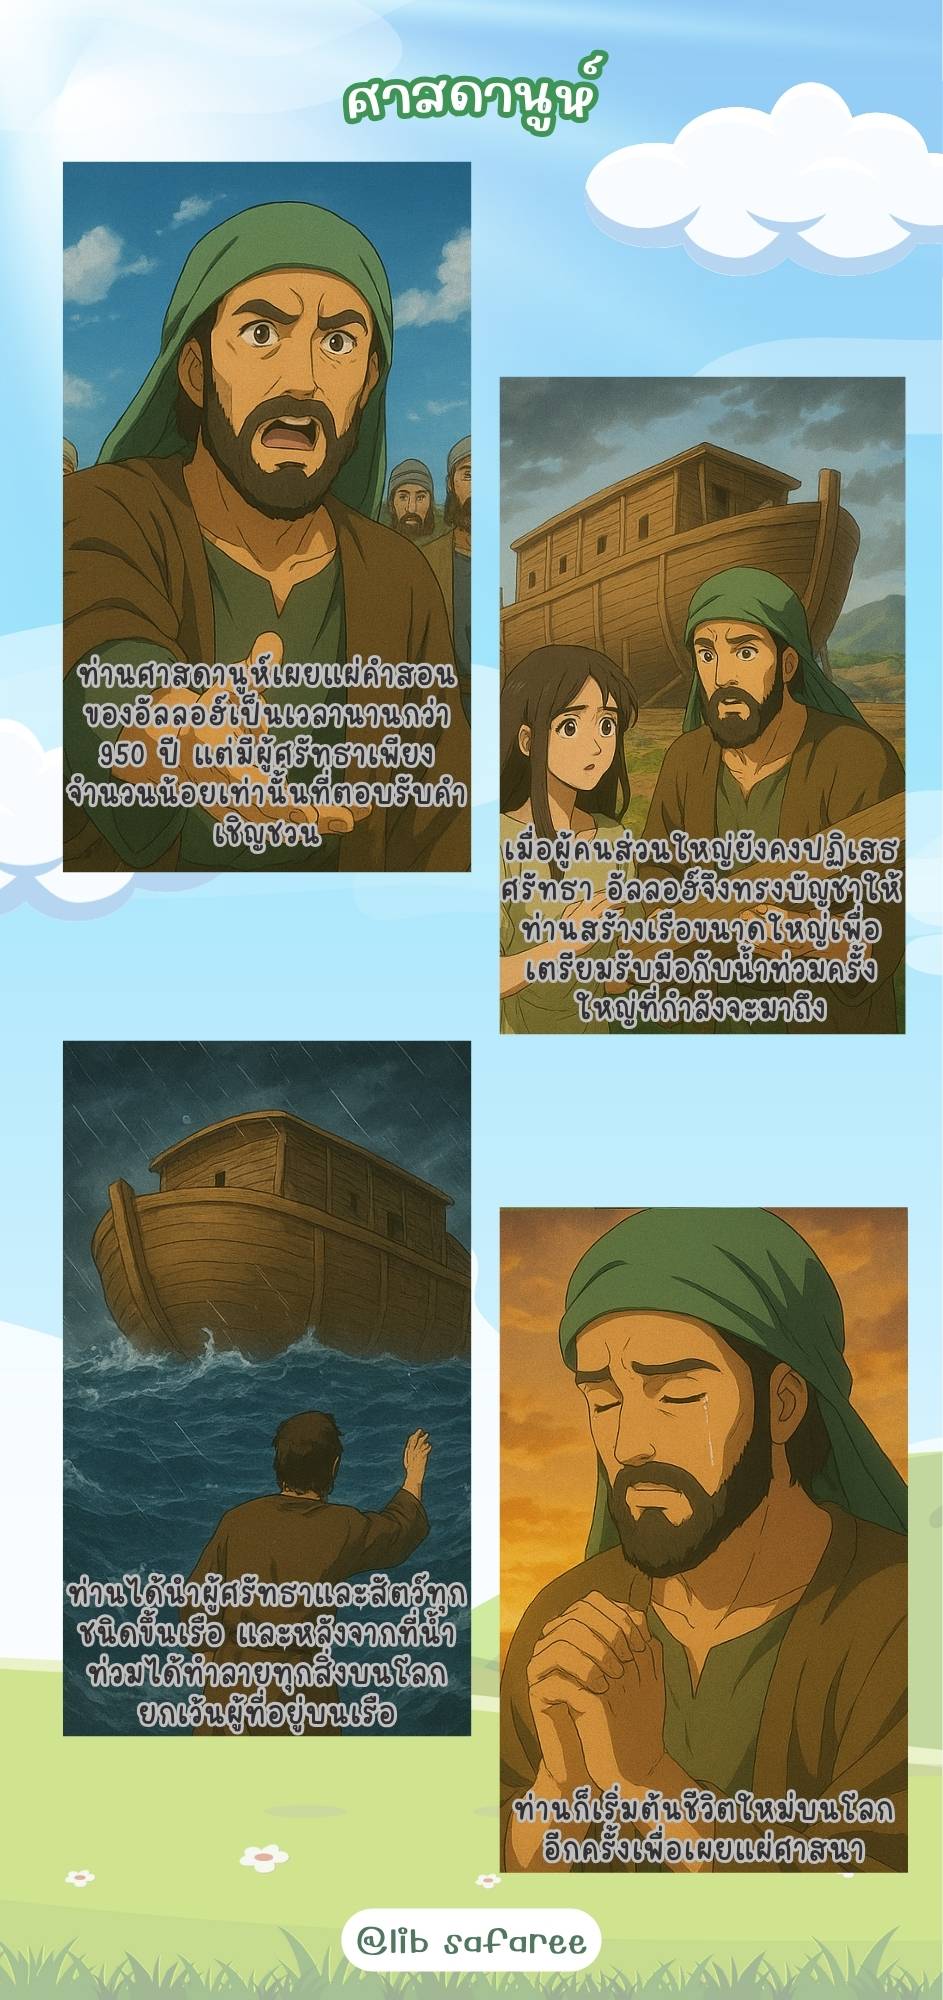 ศาสดานูห์
ท่านศาสดานูห์เผยแผ่คำสอน
ของอัลลอฮ์เป็นเวลานานกว่า
950 ปี แต่มีผู้ศรัทธาเพียง
จำนวนน้อยเท่านั้นที่ตอบรับคำ
เชิญชวน
เมื่อผู้คนส่วนใหญ่ยังคงปฏิเสธ
ศรัทธา อัลลอฮ์จึงทรงบัญชาให้
ท่านสร้างเรือขนาดใหญ่เพื่อ
เตรียมรับมือกับน้ำท่วมครั้ง
ใหญ่ที่กำลังจะมาถึง
ท่านได้นำผู้ศรัทธาและสัตว์ทุก
ชนิดขึ้นเรือ และหลังจากที่น้ำ
ท่วมได้ทำลายทุกสิ่งบนโลก
ยกเว้นผู้ที่อยู่บนเรือ
ท่านก็เริ่มต้นชีวิตใหม่บนโลก
อีกครั้งเพื่อเผยแผ่ศาสนา
@lib safaree